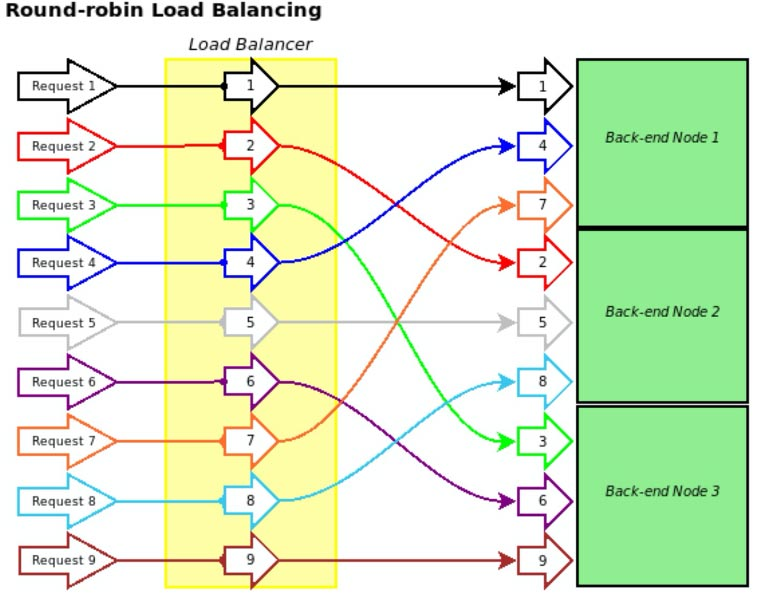 Round-robin Load Balancing
Load Balancer
Request 1
1
1
Request 2
2
4
Request 3
3
7
Back-end Node 1
Request 4
4
2
Request 5
5
5
Back-end Node 2
Request 6
6
8
Request 7
7
3
Request 8
8
6
Back-end Node 3
Request 9
9
9